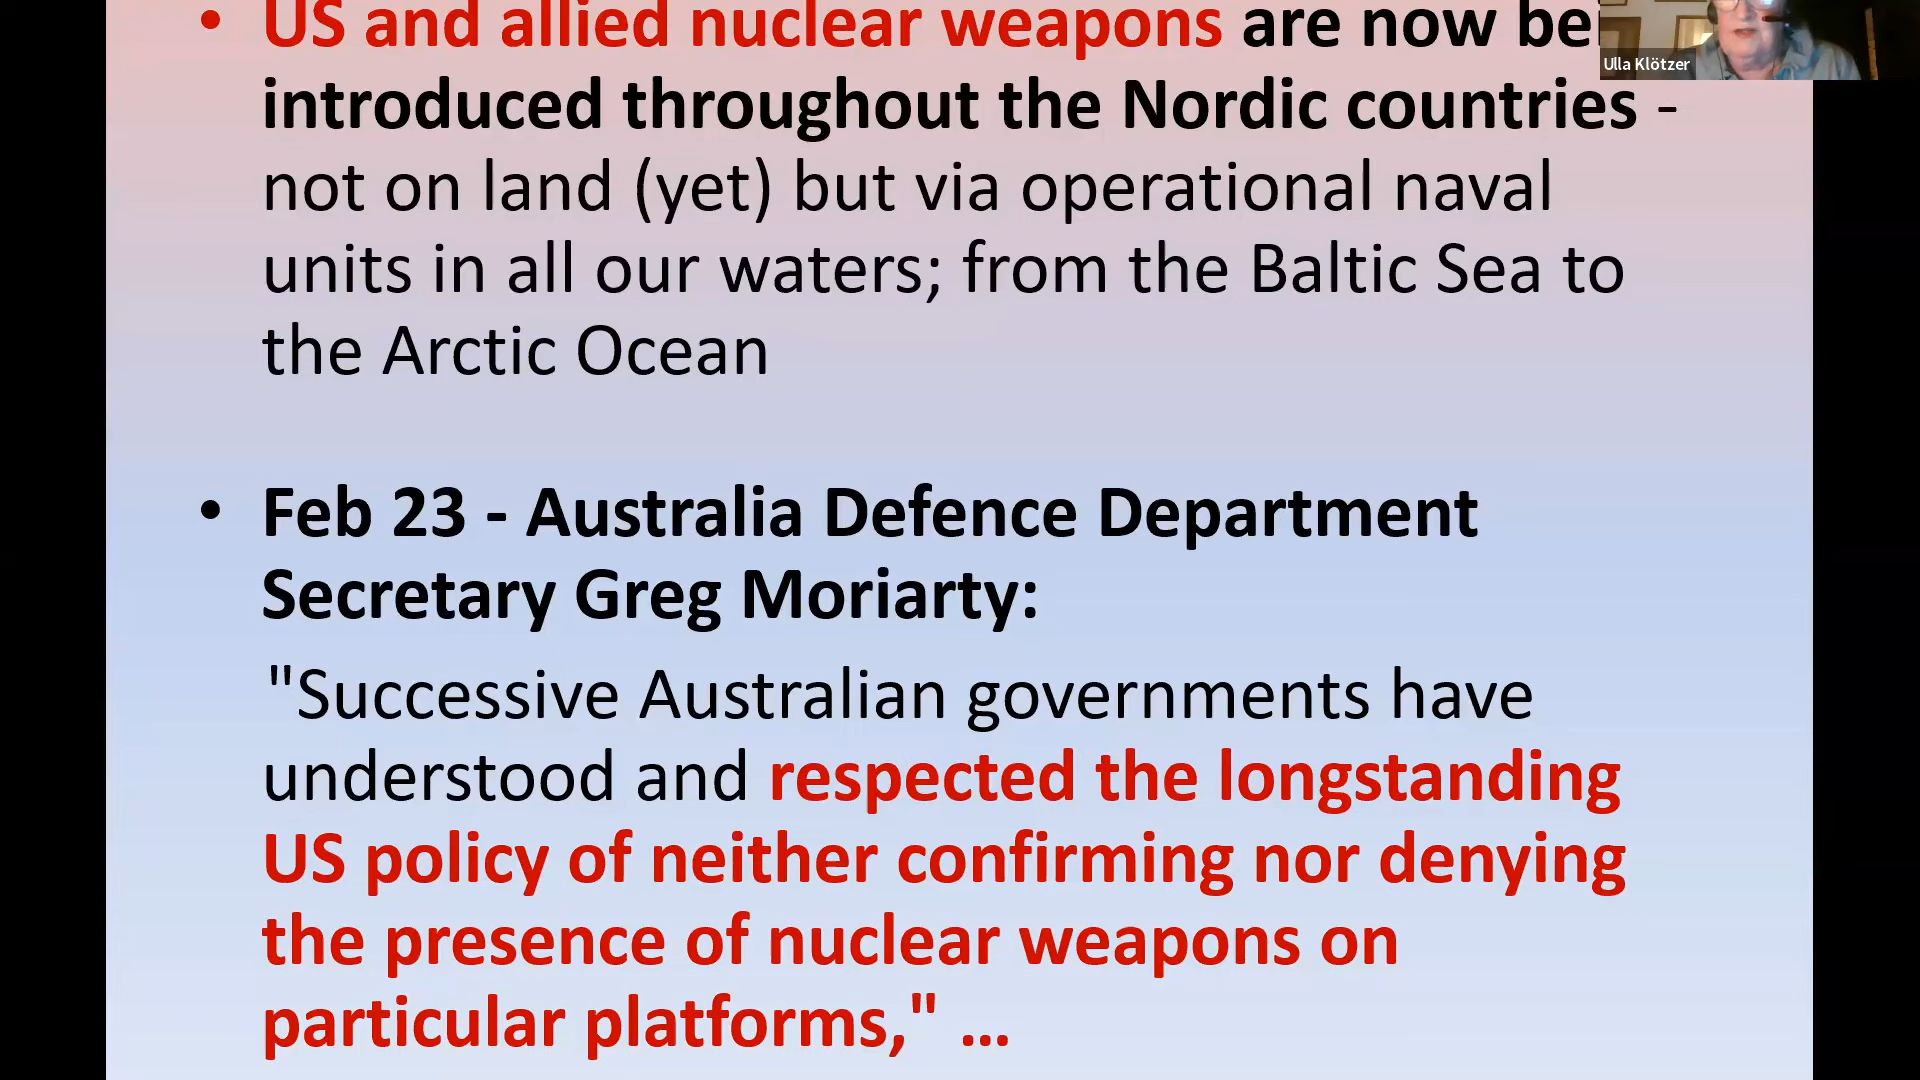 • US and allied nuclear weapons are now be
Ulla Klötzer
introduced throughout the Nordic countries -
not on land (yet) but via operational naval
units in all our waters; from the Baltic Sea to
the Arctic Ocean
• Feb 23 - Australia Defence Department
Secretary Greg Moriarty:
"Successive Australian governments have
understood and respected the longstanding
US policy of neither confirming nor denying
the presence of nuclear weapons on
particular platforms," ...